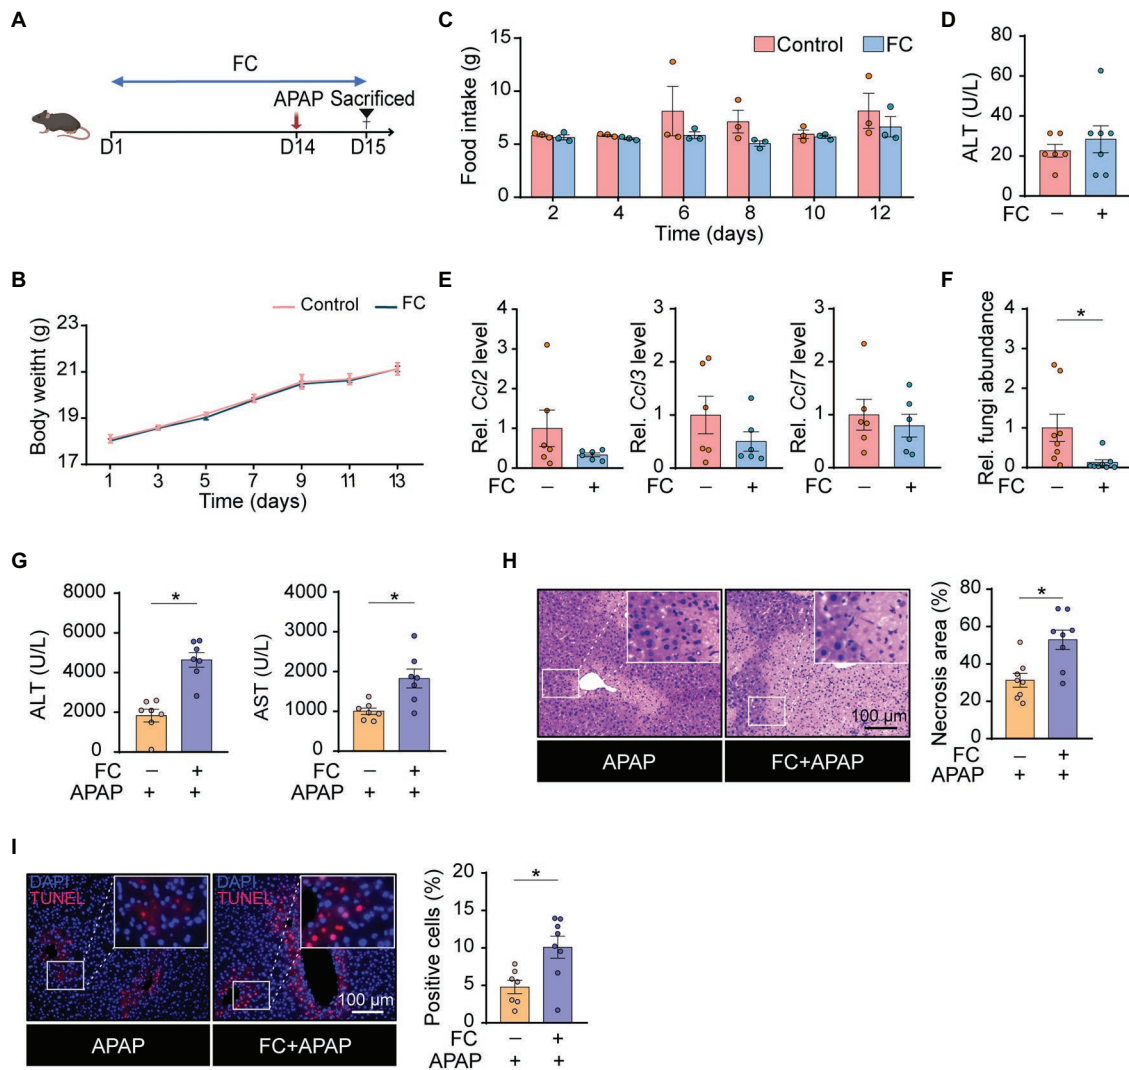 A
FC
APAP Sacrificed
D1 D14 D15
C
Control FC
Food intake (g)
15
10
5
0
2 4 6 8 10 12
Time (days)
D
ALT (U/L)
80
60
40
20
0
FC – +
B
Control FC
Body weitht (g)
23
21
19
17
1 3 5 7 9 11 13
Time (days)
E
Rel. Ccl2 level
4
3
2
1
0
FC – +
Rel. Ccl3 level
3
2
1
0
FC – +
Rel. Ccl7 level
3
2
1
0
FC – +
F
Rel. fungi abundance
4
3
2
1
0
*
FC – +
G
ALT (U/L)
8000
6000
4000
2000
0
*
FC – +
APAP + +
AST (U/L)
4000
3000
2000
1000
0
*
FC – +
APAP + +
H
100 μm
APAP FC+APAP
Necrosis area (%)
80
60
40
20
0
*
FC – +
APAP + +
I
DAPI
TUNEL
DAPI
TUNEL
100 μm
APAP FC+APAP
Positive cells (%)
20
15
10
5
0
*
FC – +
APAP + +